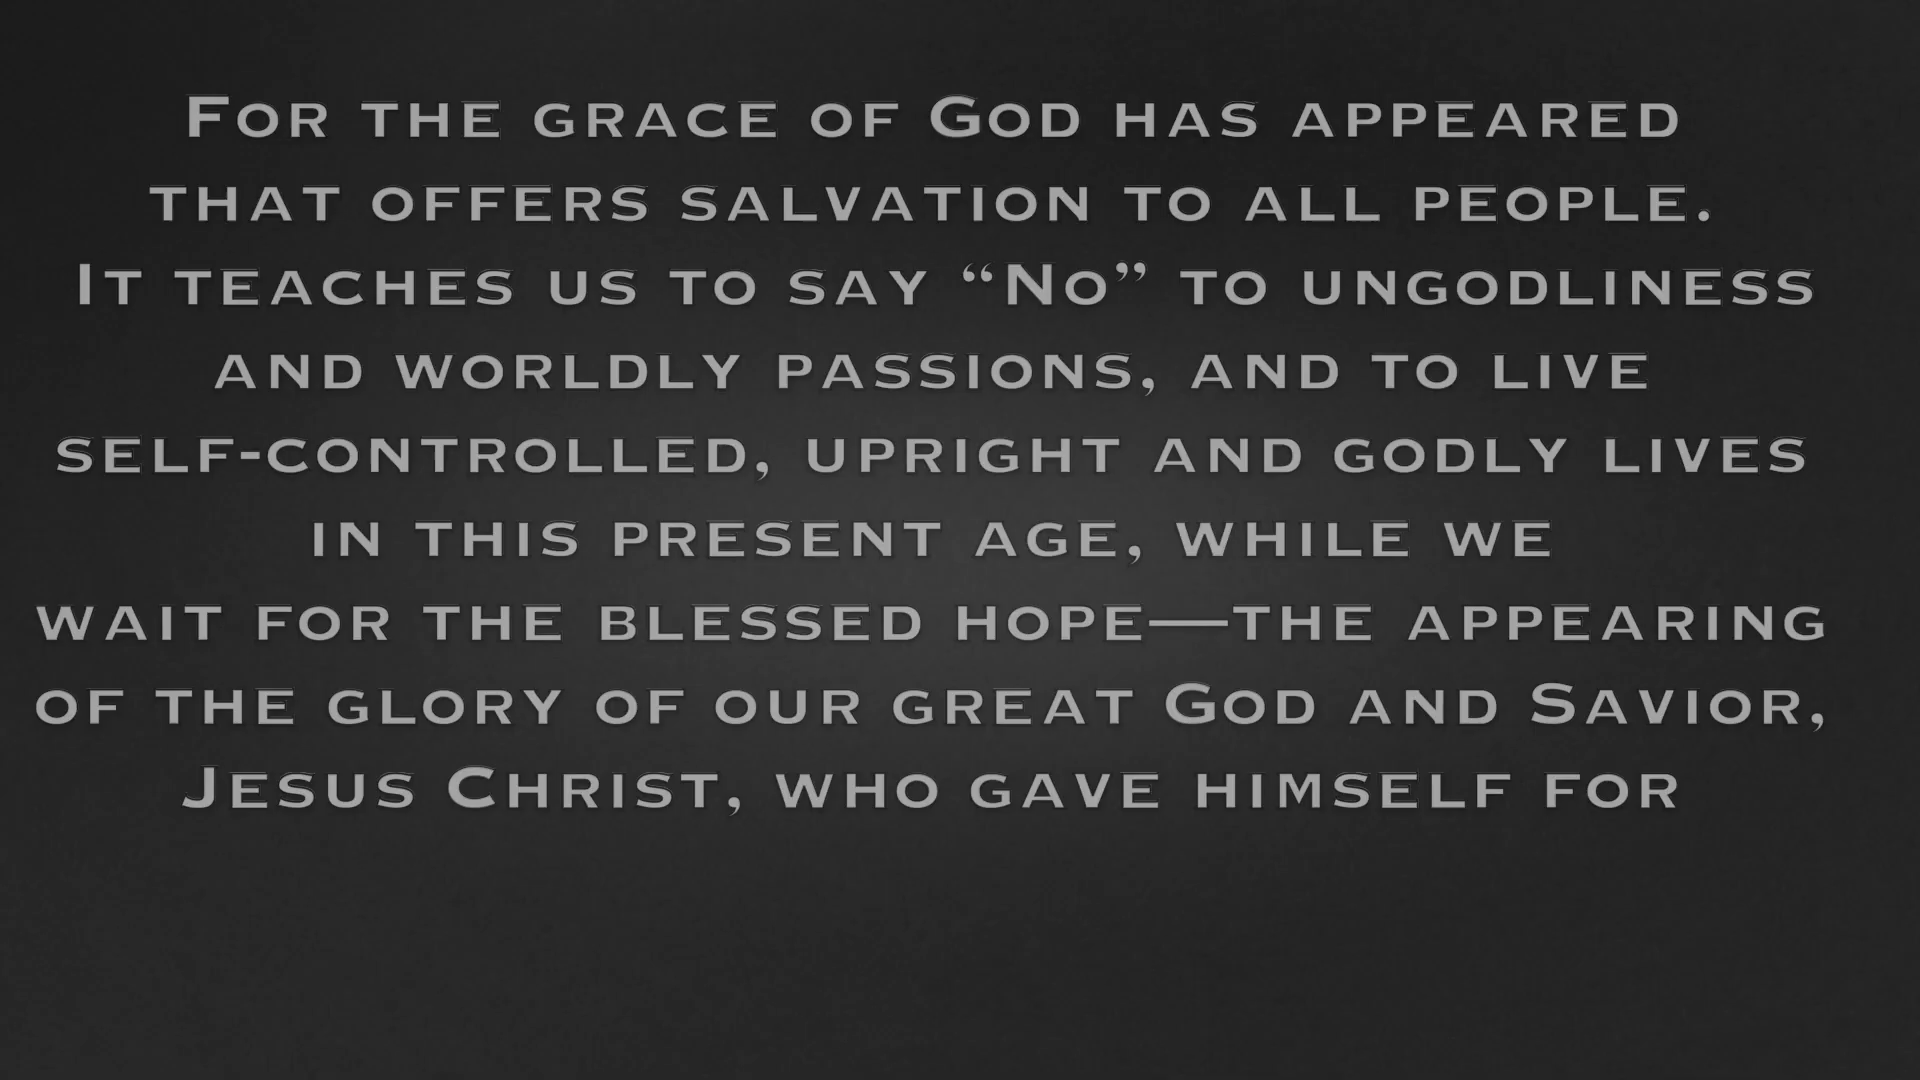 For the grace of God has appeared
that offers salvation to all people.
It teaches us to say “No” to ungodliness
and worldly passions, and to live
self-controlled, upright and godly lives
in this present age, while we
wait for the blessed hope—the appearing
of the glory of our great God and Savior,
Jesus Christ, who gave himself for